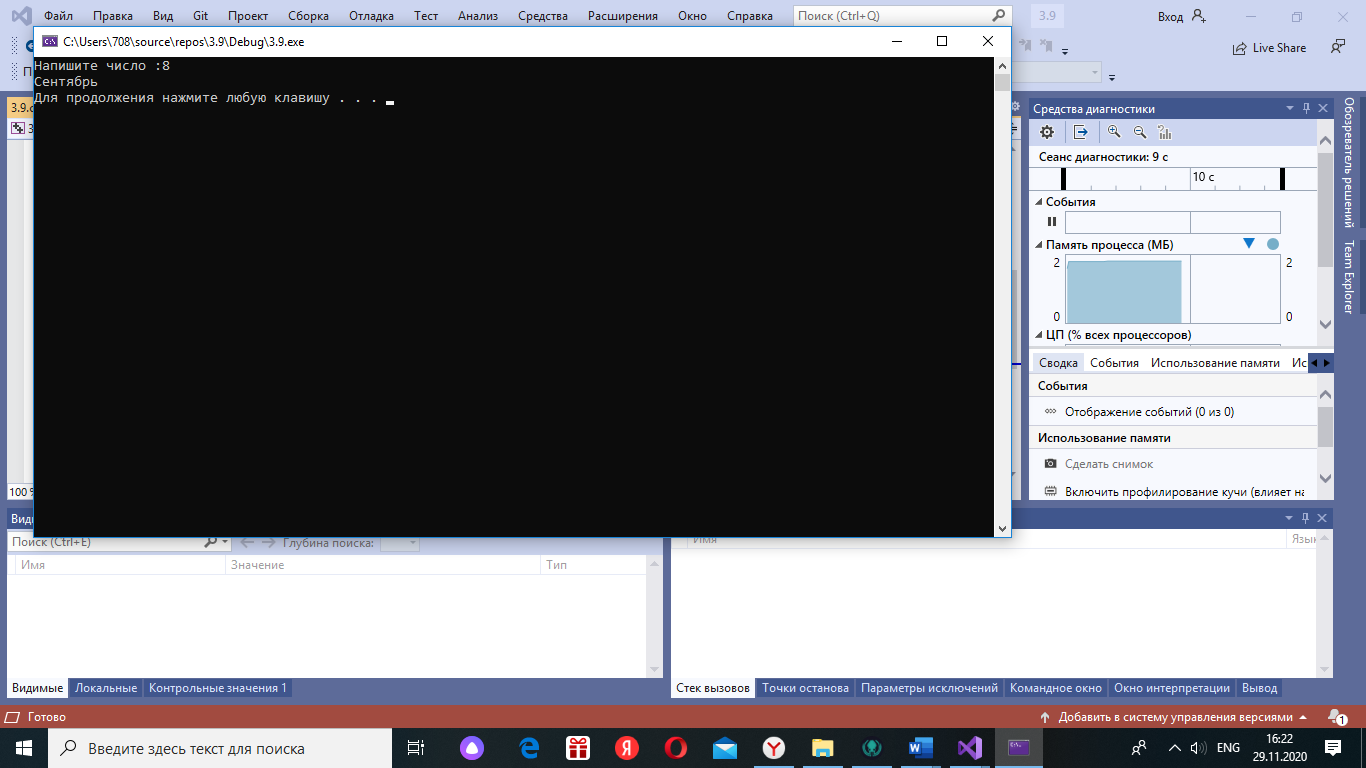 Файл Правка Вид Git Проект Сборка Отладка Тест Анализ Средства Расширения Окно Справка Поиск (Ctrl+Q) 3.9 Вход
C:\Users\708\source\repos\3.9\Debug\3.9.exe
Live Share
Напишите число :8
Сентябрь
Для продолжения нажмите любую клавишу . . .
100 %
Средства диагностики
Сеанс диагностики: 9 с
10 с
События
Память процесса (МБ)
2 2
0 0
ЦП (% всех процессоров)
Сводка События Использование памяти Ис
События
Отображение событий (0 из 0)
Использование памяти
Сделать снимок
Включить профилирование кучи (влияет на
Обозреватель решений
Team Explorer
Поиск (Ctrl+E) Глубина поиска:
Имя Значение Тип
Имя Язык
Видимые Локальные Контрольные значения 1
Стек вызовов Точки останова Параметры исключений Командное окно Окно интерпретации Вывод
Готово
Добавить в систему управления версиями
1
Введите здесь текст для поиска
ENG
16:22
29.11.2020